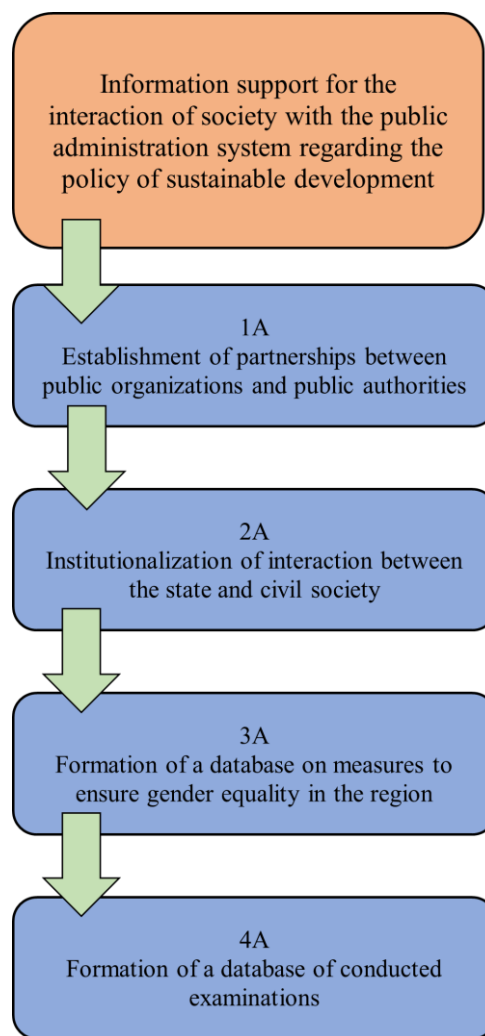 Information support for the
interaction of society with the public
administration system regarding the
policy of sustainable development
1A
Establishment of partnerships between
public organizations and public authorities
2A
Institutionalization of interaction between
the state and civil society
3A
Formation of a database on measures to
ensure gender equality in the region
4A
Formation of a database of conducted
examinations